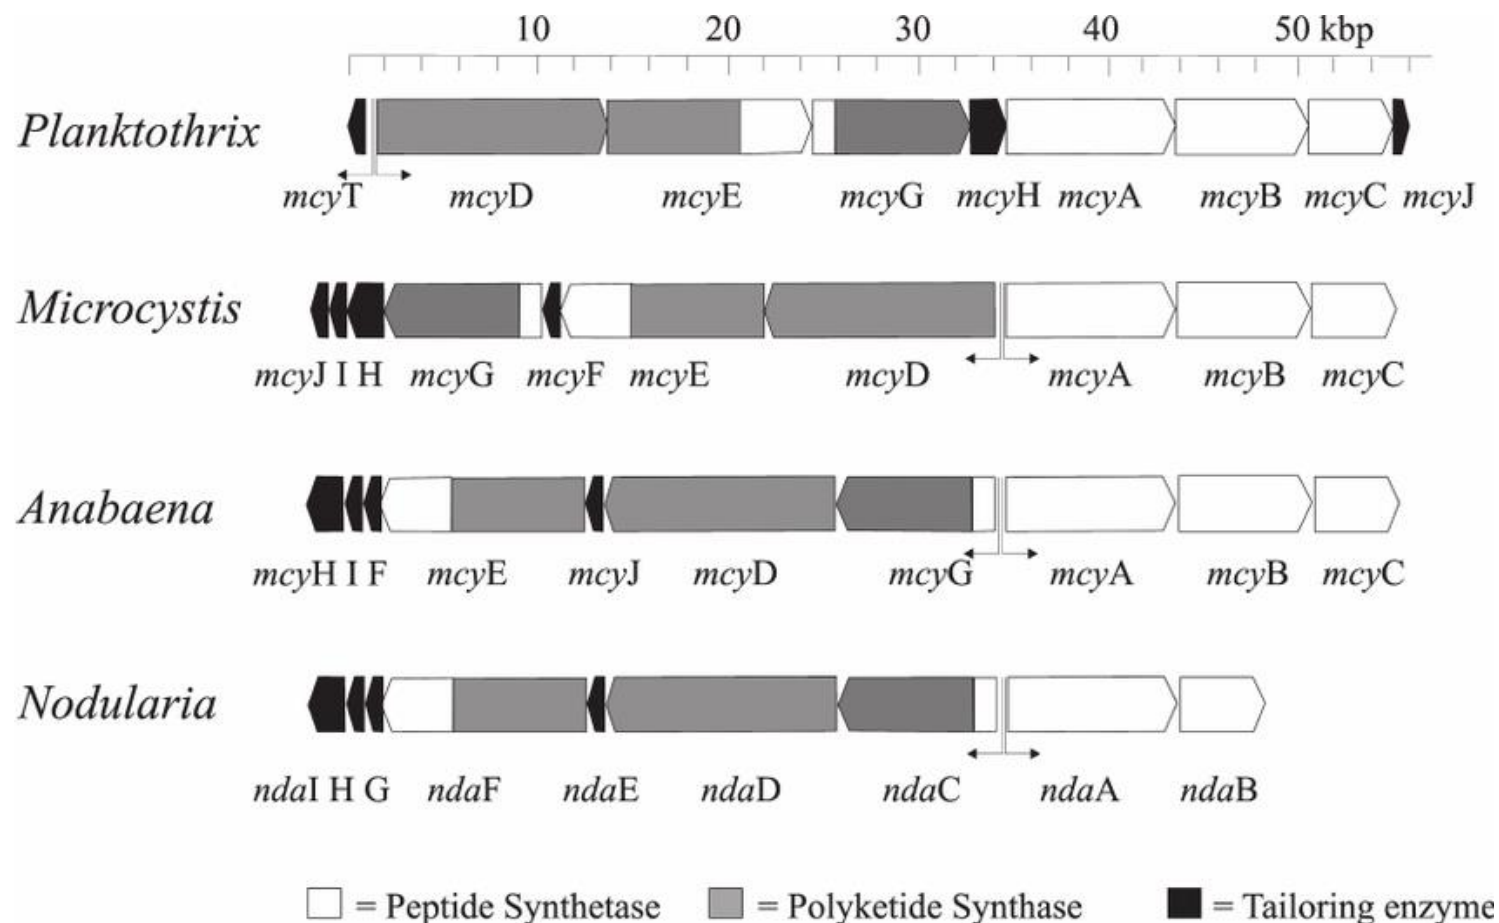 10 20 30 40 50 kbp
Planktothrix
mcyT mcyD mcyE mcyG mcyH mcyA mcyB mcyC mcyJ
Microcystis
mcyJ I H mcyG mcyF mcyE mcyD mcyA mcyB mcyC
Anabaena
mcyH I F mcyE mcyJ mcyD mcyG mcyA mcyB mcyC
Nodularia
ndaI H G ndaF ndaE ndaD ndaC ndaA ndaB
= Peptide Synthetase = Polyketide Synthase = Tailoring enzyme